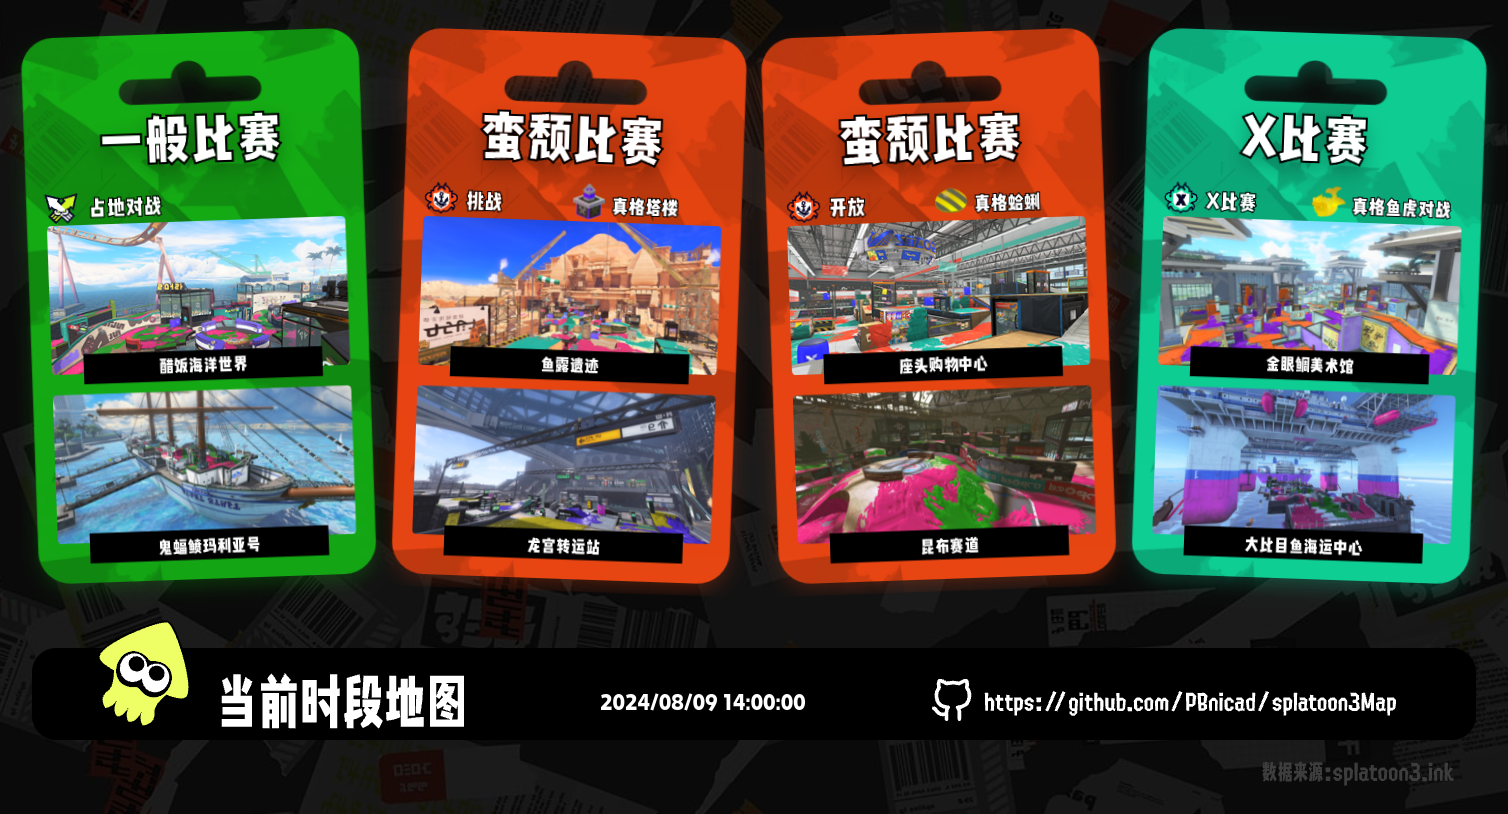 一般比赛
占地对战
醋饭海洋世界
鬼蝠鲼玛利亚号
蛮颓比赛
挑战
真格塔楼
鱼露遗迹
龙宫转运站
蛮颓比赛
开放
真格蛤蜊
座头购物中心
昆布赛道
X比赛
X比赛
真格鱼虎对战
金眼鲷美术馆
大比目鱼海运中心
当前时段地图
2024/08/09 14:00:00
https://github.com/PBnicad/splatoon3Map
数据来源:splatoon3.ink